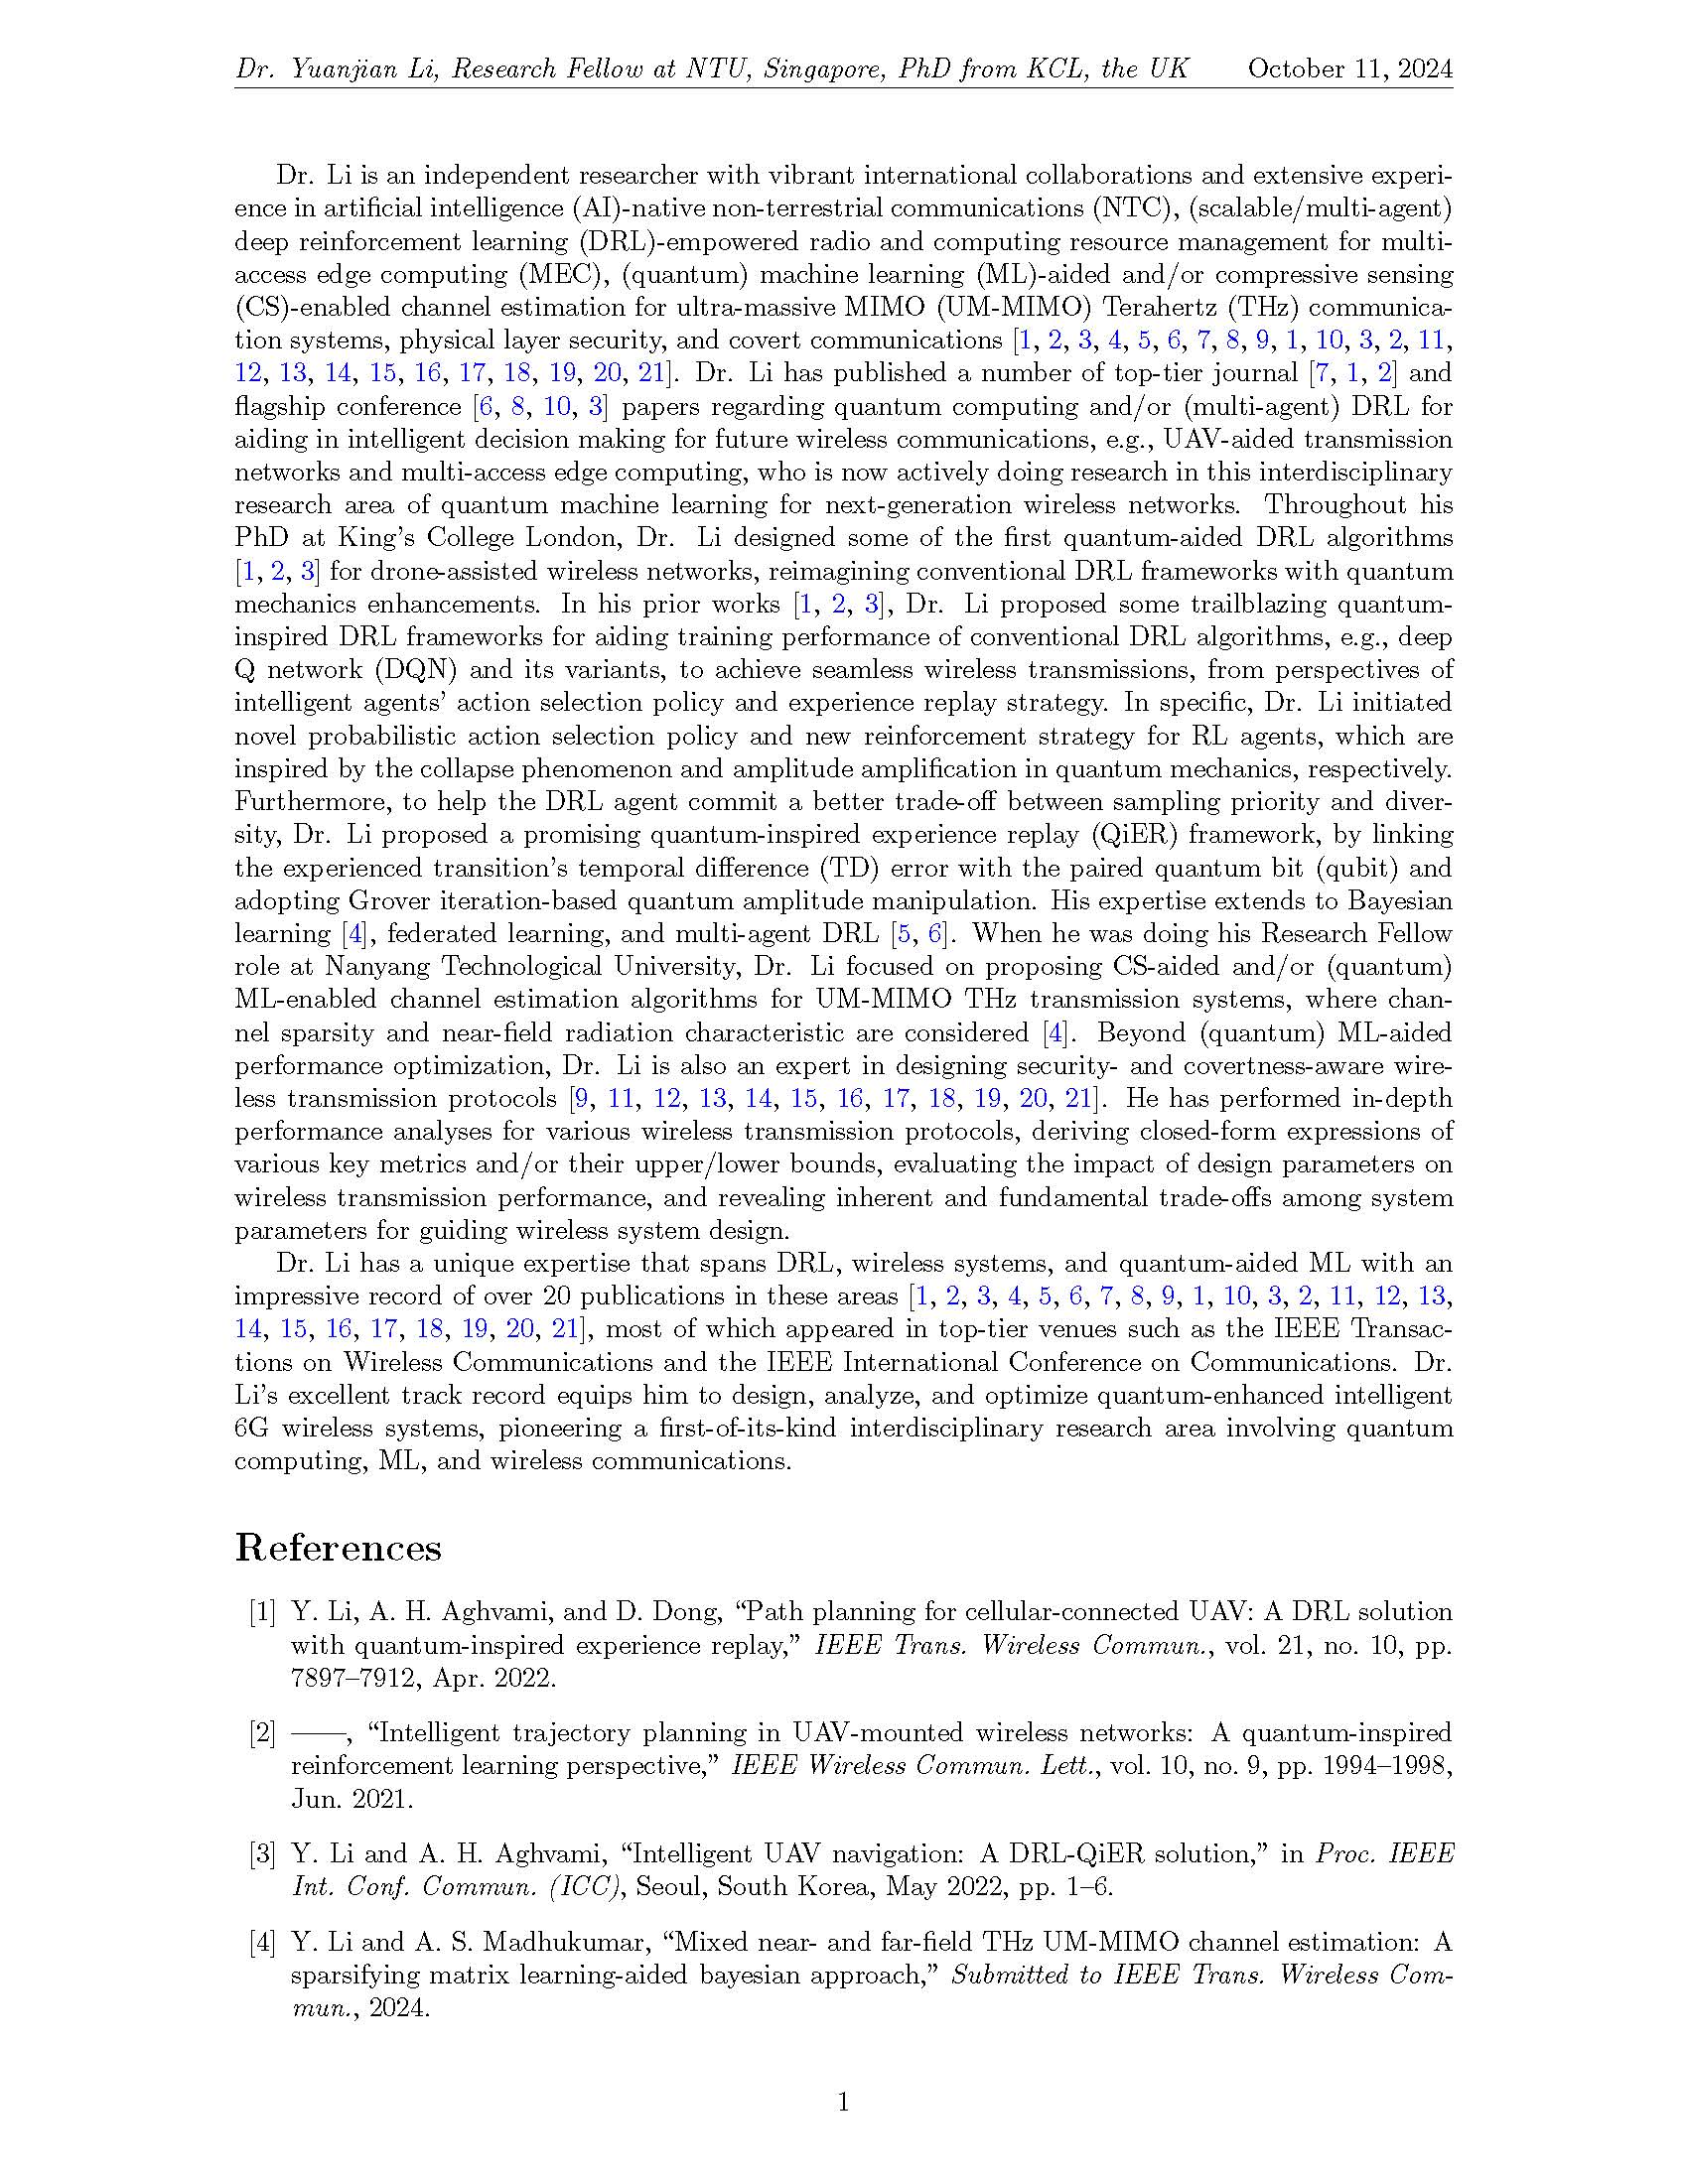 Dr. Yuanjian Li, Research Fellow at NTU, Singapore, PhD from KCL, the UK October 11, 2024
Dr. Li is an independent researcher with vibrant international collaborations and extensive experi-
ence in artificial intelligence (AI)-native non-terrestrial communications (NTC), (scalable/multi-agent)
deep reinforcement learning (DRL)-empowered radio and computing resource management for multi-
access edge computing (MEC), (quantum) machine learning (ML)-aided and/or compressive sensing
(CS)-enabled channel estimation for ultra-massive MIMO (UM-MIMO) Terahertz (THz) communica-
tion systems, physical layer security, and covert communications [1, 2, 3, 4, 5, 6, 7, 8, 9, 1, 10, 3, 2, 11,
12, 13, 14, 15, 16, 17, 18, 19, 20, 21]. Dr. Li has published a number of top-tier journal [7, 1, 2] and
flagship conference [6, 8, 10, 3] papers regarding quantum computing and/or (multi-agent) DRL for
aiding in intelligent decision making for future wireless communications, e.g., UAV-aided transmission
networks and multi-access edge computing, who is now actively doing research in this interdisciplinary
research area of quantum machine learning for next-generation wireless networks. Throughout his
PhD at King's College London, Dr. Li designed some of the first quantum-aided DRL algorithms
[1, 2, 3] for drone-assisted wireless networks, reimagining conventional DRL frameworks with quantum
mechanics enhancements. In his prior works [1, 2, 3], Dr. Li proposed some trailblazing quantum-
inspired DRL frameworks for aiding training performance of conventional DRL algorithms, e.g., deep
Q network (DQN) and its variants, to achieve seamless wireless transmissions, from perspectives of
intelligent agents' action selection policy and experience replay strategy. In specific, Dr. Li initiated
novel probabilistic action selection policy and new reinforcement strategy for RL agents, which are
inspired by the collapse phenomenon and amplitude amplification in quantum mechanics, respectively.
Furthermore, to help the DRL agent commit a better trade-off between sampling priority and diver-
sity, Dr. Li proposed a promising quantum-inspired experience replay (QiER) framework, by linking
the experienced transition's temporal difference (TD) error with the paired quantum bit (qubit) and
adopting Grover iteration-based quantum amplitude manipulation. His expertise extends to Bayesian
learning [4], federated learning, and multi-agent DRL [5, 6]. When he was doing his Research Fellow
role at Nanyang Technological University, Dr. Li focused on proposing CS-aided and/or (quantum)
ML-enabled channel estimation algorithms for UM-MIMO THz transmission systems, where chan-
nel sparsity and near-field radiation characteristic are considered [4]. Beyond (quantum) ML-aided
performance optimization, Dr. Li is also an expert in designing security- and covertness-aware wire-
less transmission protocols [9, 11, 12, 13, 14, 15, 16, 17, 18, 19, 20, 21]. He has performed in-depth
performance analyses for various wireless transmission protocols, deriving closed-form expressions of
various key metrics and/or their upper/lower bounds, evaluating the impact of design parameters on
wireless transmission performance, and revealing inherent and fundamental trade-offs among system
parameters for guiding wireless system design.
Dr. Li has a unique expertise that spans DRL, wireless systems, and quantum-aided ML with an
impressive record of over 20 publications in these areas [1, 2, 3, 4, 5, 6, 7, 8, 9, 1, 10, 3, 2, 11, 12, 13,
14, 15, 16, 17, 18, 19, 20, 21], most of which appeared in top-tier venues such as the IEEE Transac-
tions on Wireless Communications and the IEEE International Conference on Communications. Dr.
Li's excellent track record equips him to design, analyze, and optimize quantum-enhanced intelligent
6G wireless systems, pioneering a first-of-its-kind interdisciplinary research area involving quantum
computing, ML, and wireless communications.
References
[1] Y. Li, A. H. Aghvami, and D. Dong, “Path planning for cellular-connected UAV: A DRL solution
with quantum-inspired experience replay,” IEEE Trans. Wireless Commun., vol. 21, no. 10, pp.
7897–7912, Apr. 2022.
[2] ——, “Intelligent trajectory planning in UAV-mounted wireless networks: A quantum-inspired
reinforcement learning perspective,” IEEE Wireless Commun. Lett., vol. 10, no. 9, pp. 1994–1998,
Jun. 2021.
[3] Y. Li and A. H. Aghvami, “Intelligent UAV navigation: A DRL-QiER solution,” in Proc. IEEE
Int. Conf. Commun. (ICC), Seoul, South Korea, May 2022, pp. 1–6.
[4] Y. Li and A. S. Madhukumar, “Mixed near- and far-field THz UM-MIMO channel estimation: A
sparsifying matrix learning-aided bayesian approach,” Submitted to IEEE Trans. Wireless Com-
mun., 2024.
1